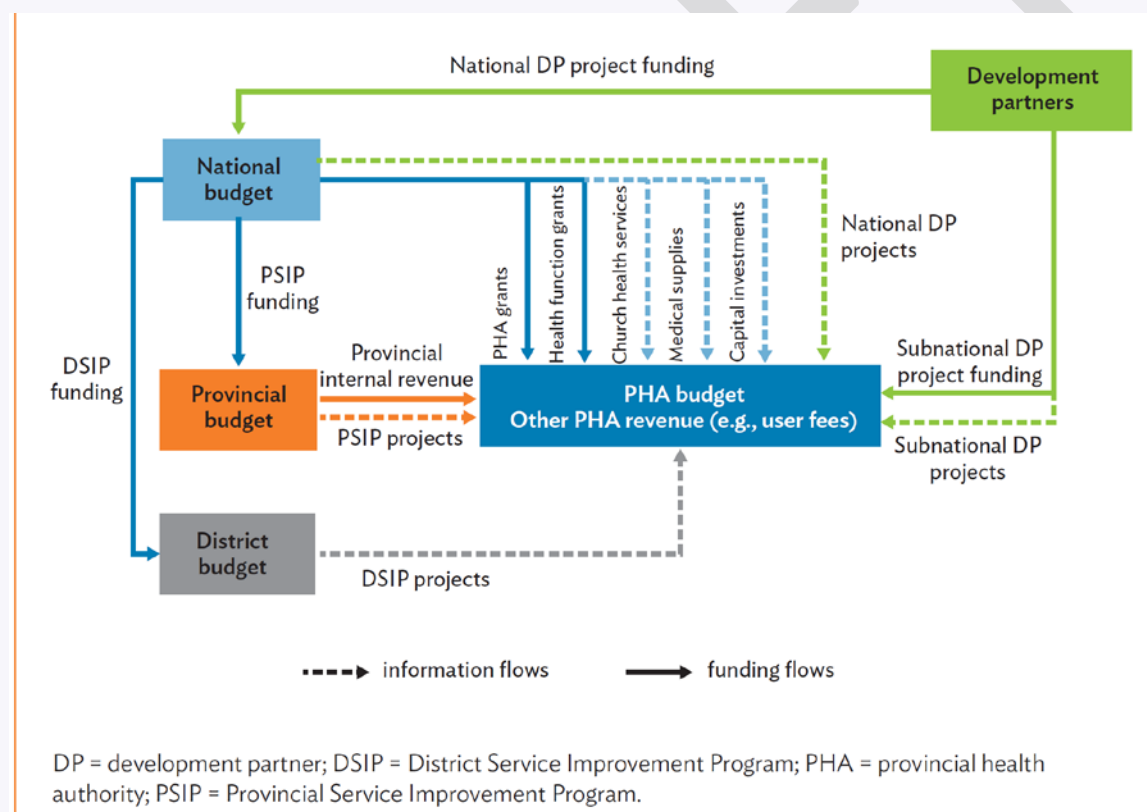 National DP project funding
Development
partners
National
budget
PSIP
funding
DSIP
funding
PHA grants
Health function grants
Church health services
Medical supplies
Capital investments
National DP
projects
Provincial
internal revenue
Provincial
budget
PSIP projects
PHA budget
Other PHA revenue (e.g., user fees)
Subnational DP
project funding
Subnational DP
projects
District
budget
DSIP projects
information flows
funding flows
DP = development partner; DSIP = District Service Improvement Program; PHA = provincial health
authority; PSIP = Provincial Service Improvement Program.